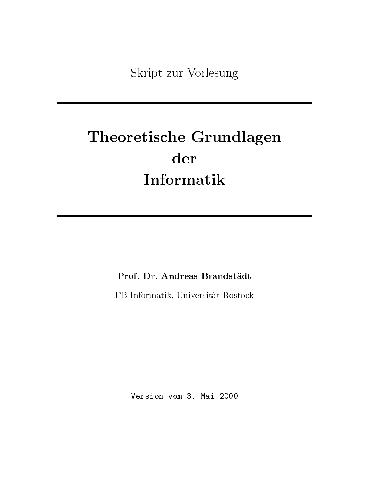 Skript zur Vorlesung
Theoretische Grundlagen
der
Informatik
Prof. Dr. Andreas Brandstädt
FB Informatik, Universität Rostock
Version vom 3. Mai 2000